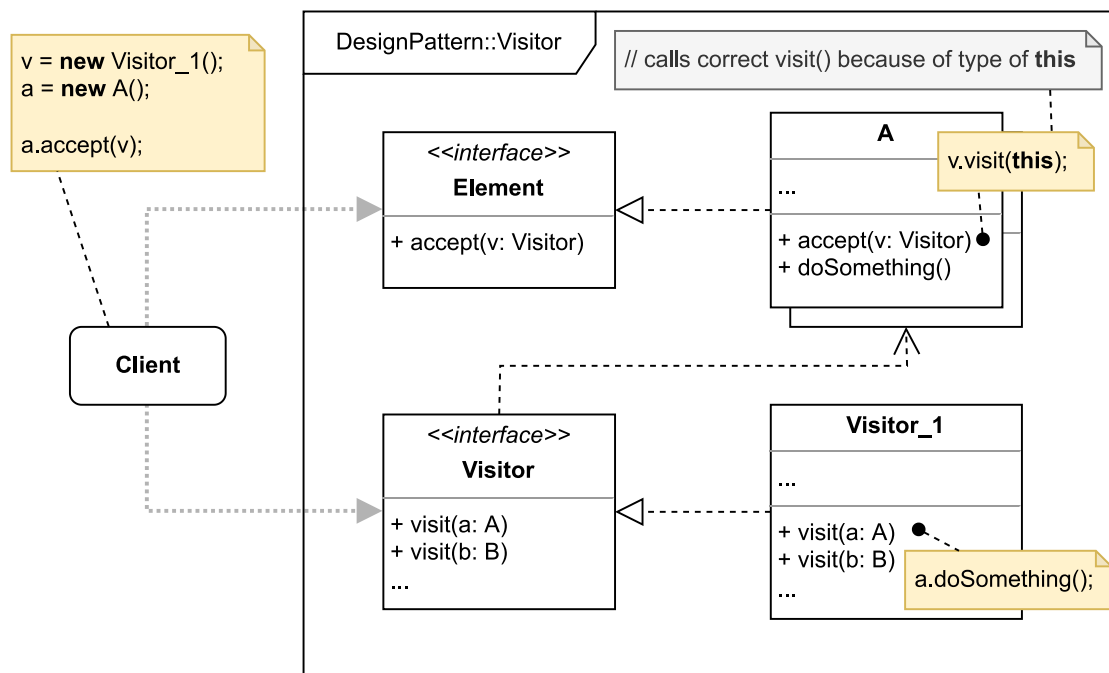 v = new Visitor_1();
a = new A();
a.accept(v);
Client
DesignPattern::Visitor
// calls correct visit() because of type of this
<<interface>>
Element
+ accept(v: Visitor)
A
...
+ accept(v: Visitor)
+ doSomething()
v.visit(this);
<<interface>>
Visitor
+ visit(a: A)
+ visit(b: B)
...
Visitor_1
...
+ visit(a: A)
+ visit(b: B)
...
a.doSomething();